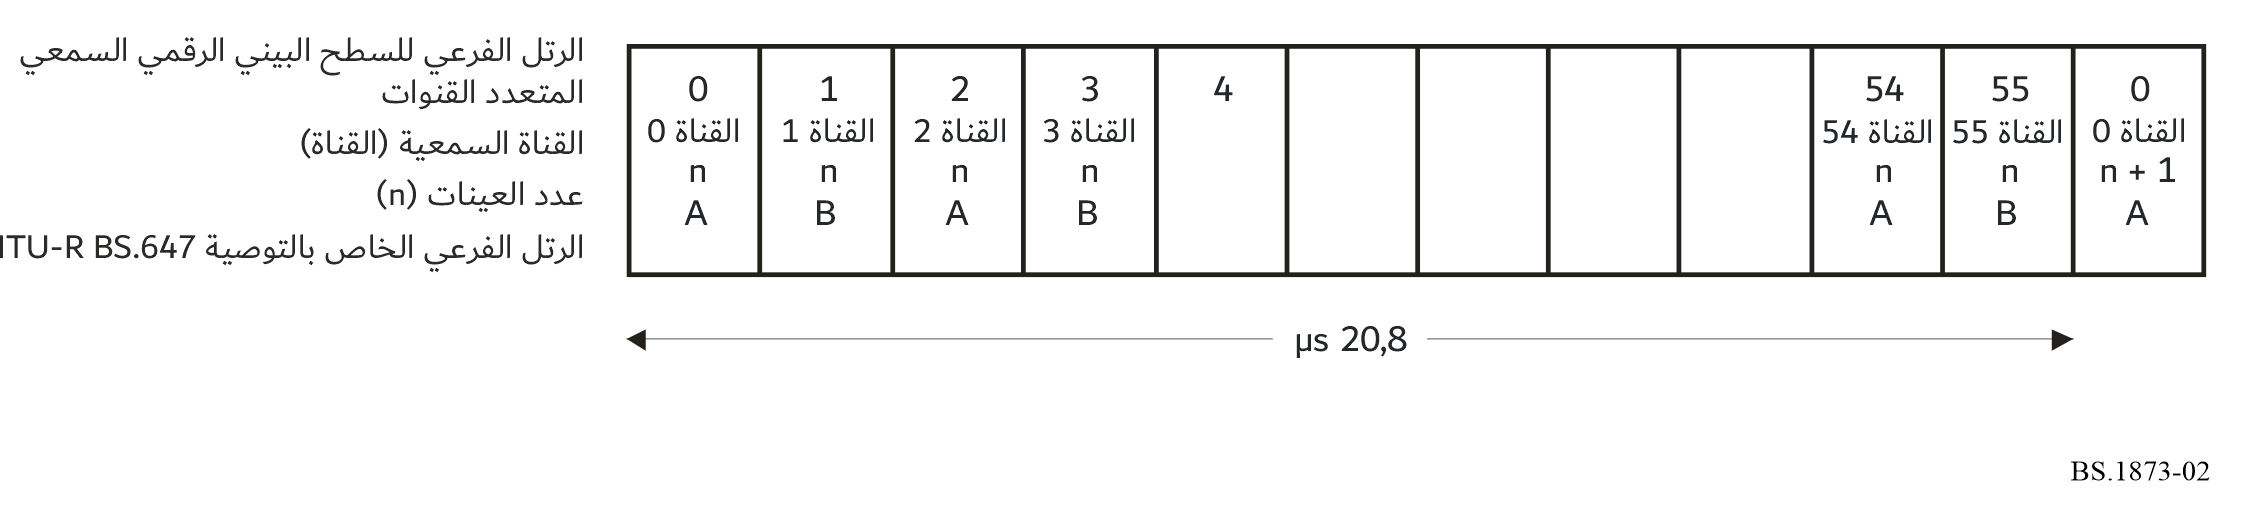 الرتل الفرعي للسطح البيني الرقمي السمعي
المتعدد القنوات
القناة السمعية (القناة)
عدد العينات (n)
الرتل الفرعي الخاص بالتوصية ITU-R BS.647
0 1 2 3 4 54 55 0
القناة 0 القناة 1 القناة 2 القناة 3 القناة 54 القناة 55 القناة 0
n n n n n n n + 1
A B A B A B A
µs 20,8
BS.1873-02